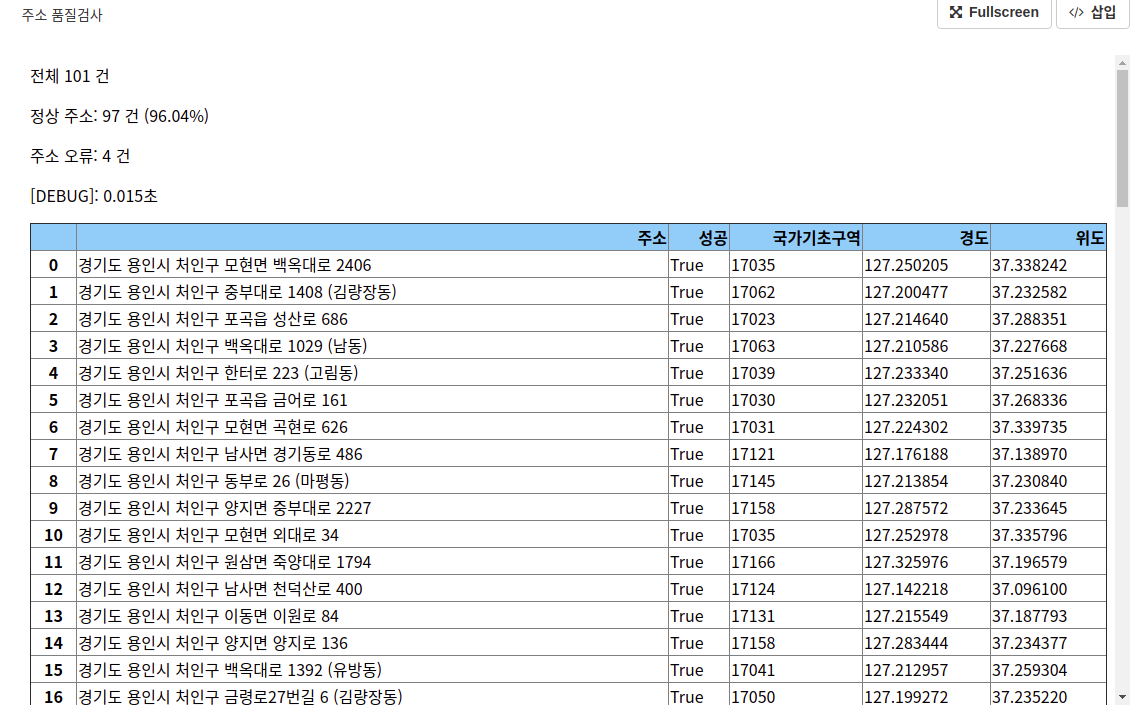 주소 품질검사
Fullscreen
</> 삽입
전체 101 건
정상 주소: 97 건 (96.04%)
주소 오류: 4 건
[DEBUG]: 0.015초
주소 성공 국가기초구역 경도 위도
0 경기도 용인시 처인구 모현면 백옥대로 2406 True 17035 127.250205 37.338242
1 경기도 용인시 처인구 중부대로 1408 (김량장동) True 17062 127.200477 37.232582
2 경기도 용인시 처인구 포곡읍 성산로 686 True 17023 127.214640 37.288351
3 경기도 용인시 처인구 백옥대로 1029 (남동) True 17063 127.210586 37.227668
4 경기도 용인시 처인구 한터로 223 (고림동) True 17039 127.233340 37.251636
5 경기도 용인시 처인구 포곡읍 금어로 161 True 17030 127.232051 37.268336
6 경기도 용인시 처인구 모현면 곡현로 626 True 17031 127.224302 37.339735
7 경기도 용인시 처인구 남사면 경기동로 486 True 17121 127.176188 37.138970
8 경기도 용인시 처인구 동부로 26 (마평동) True 17145 127.213854 37.230840
9 경기도 용인시 처인구 양지면 중부대로 2227 True 17158 127.287572 37.233645
10 경기도 용인시 처인구 모현면 외대로 34 True 17035 127.252978 37.335796
11 경기도 용인시 처인구 원삼면 죽양대로 1794 True 17166 127.325976 37.196579
12 경기도 용인시 처인구 남사면 천덕산로 400 True 17124 127.142218 37.096100
13 경기도 용인시 처인구 이동면 이원로 84 True 17131 127.215549 37.187793
14 경기도 용인시 처인구 양지면 양지로 136 True 17158 127.283444 37.234377
15 경기도 용인시 처인구 백옥대로 1392 (유방동) True 17041 127.212957 37.259304
16 경기도 용인시 처인구 금령로27번길 6 (김량장동) True 17050 127.199272 37.235220